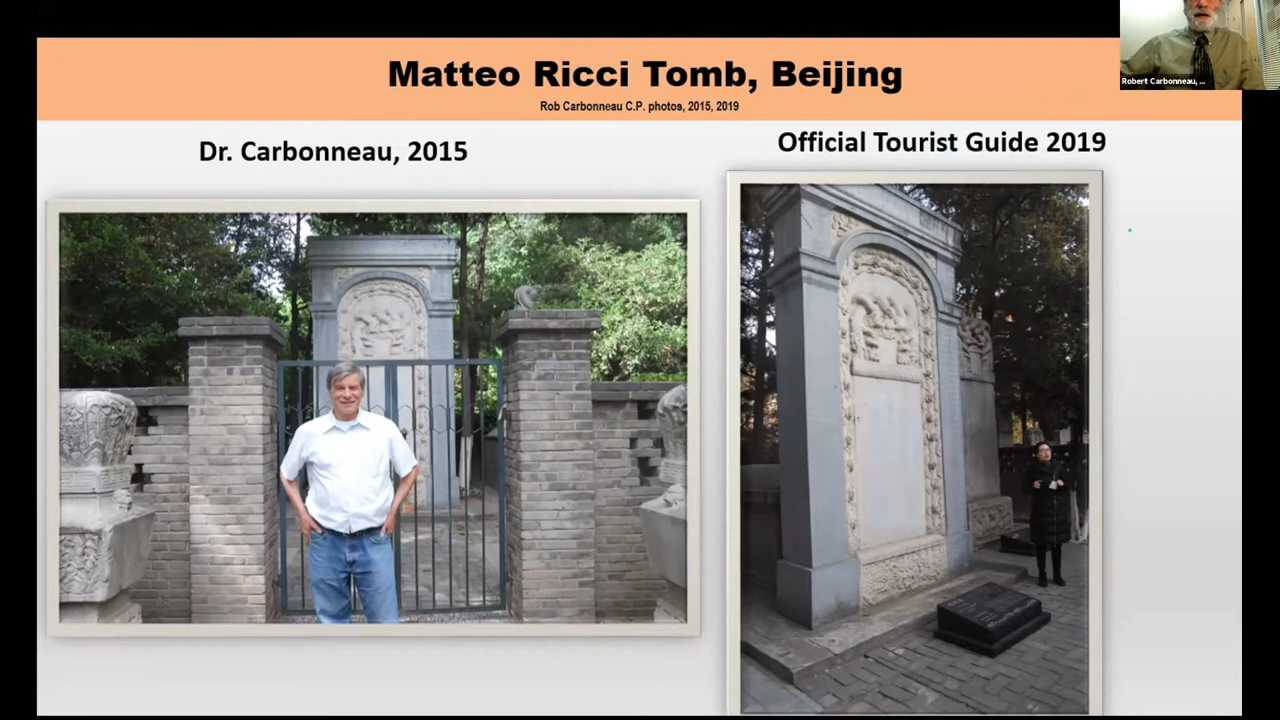 Matteo Ricci Tomb, Beijing
Rob Carbonneau C.P. photos, 2015, 2019
Robert Carbonneau, ...
Dr. Carbonneau, 2015
Official Tourist Guide 2019